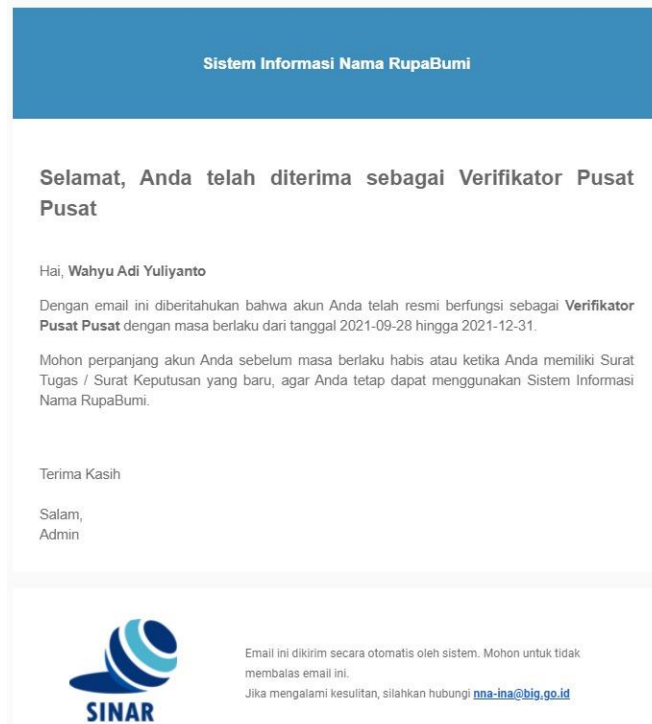 Sistem Informasi Nama RupaBumi
Selamat, Anda telah diterima sebagai Verifikator Pusat
Pusat
Hai, Wahyu Adi Yuliyanto
Dengan email ini diberitahukan bahwa akun Anda telah resmi berfungsi sebagai Verifikator
Pusat Pusat dengan masa berlaku dari tanggal 2021-09-28 hingga 2021-12-31.
Mohon perpanjang akun Anda sebelum masa berlaku habis atau ketika Anda memiliki Surat
Tugas / Surat Keputusan yang baru, agar Anda tetap dapat menggunakan Sistem Informasi
Nama RupaBumi.
Terima Kasih
Salam,
Admin
SINAR
Email ini dikirim secara otomatis oleh sistem. Mohon untuk tidak
membalas email ini.
Jika mengalami kesulitan, silahkan hubungi nna-ina@big.go.id